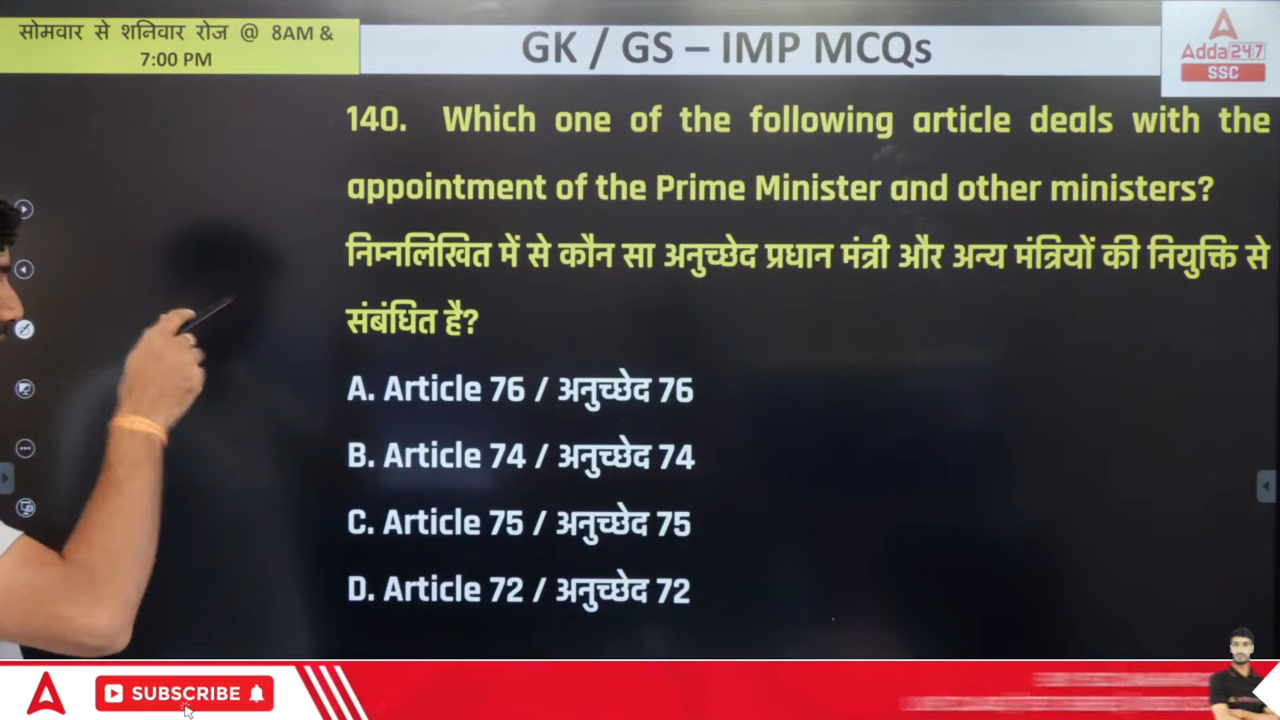 सोमवार से शनिवार रोज @ 8AM &
7:00 PM
GK / GS – IMP MCQs
Adda247
SSC
140. Which one of the following article deals with the
appointment of the Prime Minister and other ministers?
निम्नलिखित में से कौन सा अनुच्छेद प्रधान मंत्री और अन्य मंत्रियों की नियुक्ति से
संबंधित है?
A. Article 76 / अनुच्छेद 76
B. Article 74 / अनुच्छेद 74
C. Article 75 / अनुच्छेद 75
D. Article 72 / अनुच्छेद 72
SUBSCRIBE